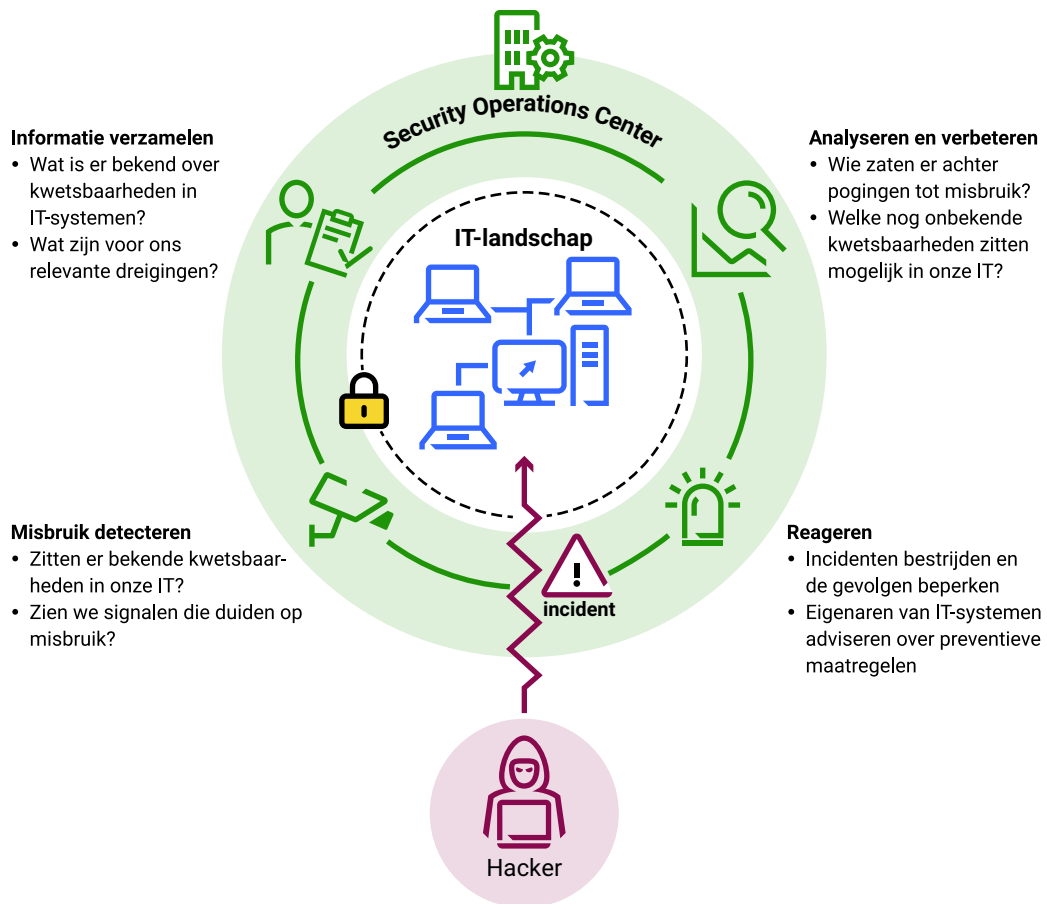 Security Operations Center
Informatie verzamelen
• Wat is er bekend over
kwetsbaarheden in
IT-systemen?
• Wat zijn voor ons
relevante dreigingen?
Analyseren en verbeteren
• Wie zaten er achter
pogingen tot misbruik?
• Welke nog onbekende
kwetsbaarheden zitten
mogelijk in onze IT?
IT-landschap
Misbruik detecteren
• Zitten er bekende kwetsbaar-
heden in onze IT?
• Zien we signalen die duiden op
misbruik?
incident
Reageren
• Incidenten bestrijden en
de gevolgen beperken
• Eigenaren van IT-systemen
adviseren over preventieve
maatregelen
Hacker